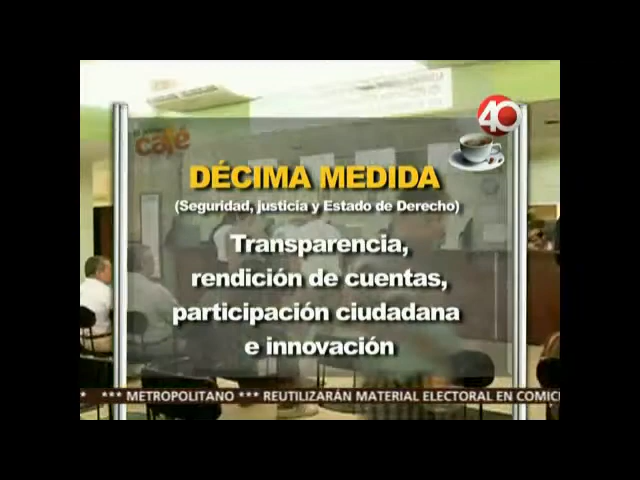 40
café
DÉCIMA MEDIDA
(Seguridad, justicia y Estado de Derecho)
Transparencia,
rendición de cuentas,
participación ciudadana
e innovación
*** METROPOLITANO *** REUTILIZARÁN MATERIAL ELECTORAL EN COMICI